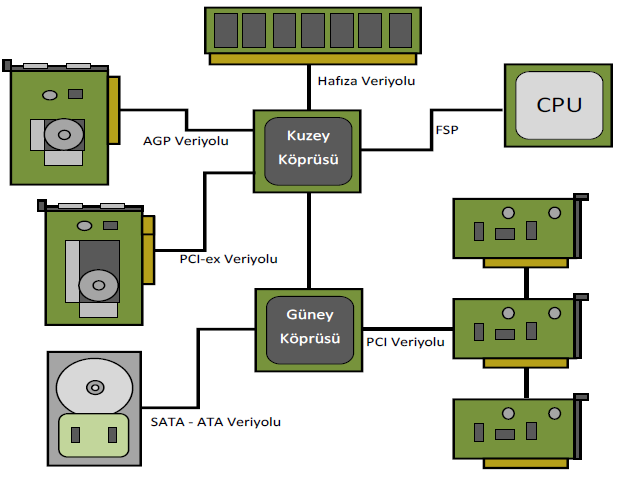 Hafıza Veriyolu
CPU
AGP Veriyolu
Kuzey
Köprüsü
FSP
PCI-ex Veriyolu
Güney
Köprüsü
PCI Veriyolu
SATA - ATA Veriyolu